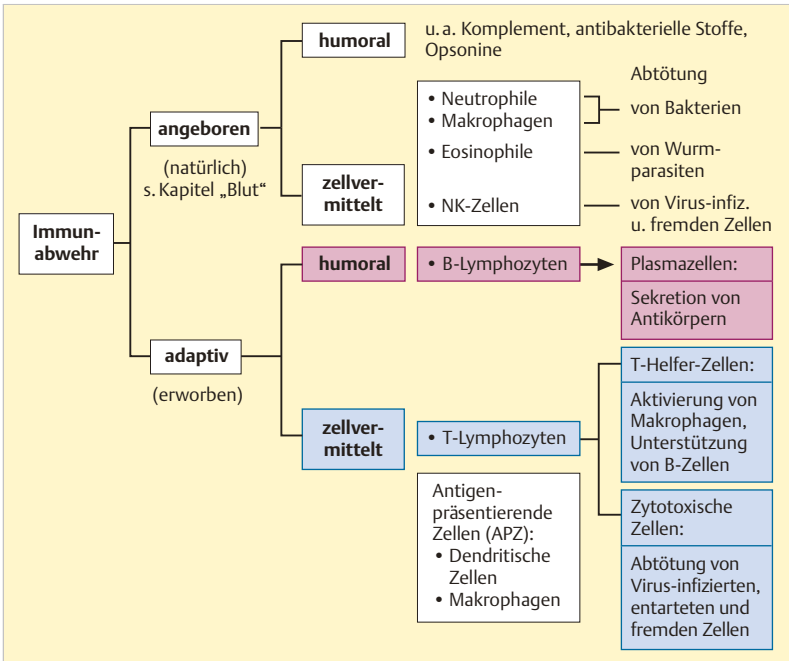 humoral
u. a. Komplement, antibakterielle Stoffe,
Opsonine
Abtötung
• Neutrophile
• Makrophagen
von Bakterien
angeboren
(natürlich)
s. Kapitel „Blut“
• Eosinophile
von Wurm-
parasiten
zellver-
mittelt
• NK-Zellen
von Virus-infiz.
u. fremden Zellen
Immun-
abwehr
humoral
• B-Lymphozyten
Plasmazellen:
Sekretion von
Antikörpern
adaptiv
(erworben)
T-Helfer-Zellen:
Aktivierung von
Makrophagen,
Unterstützung
von B-Zellen
zellver-
mittelt
• T-Lymphozyten
Antigen-
präsentierende
Zellen (APZ):
• Dendritische
Zellen
• Makrophagen
Zytotoxische
Zellen:
Abtötung von
Virus-infizierten,
entarteten und
fremden Zellen